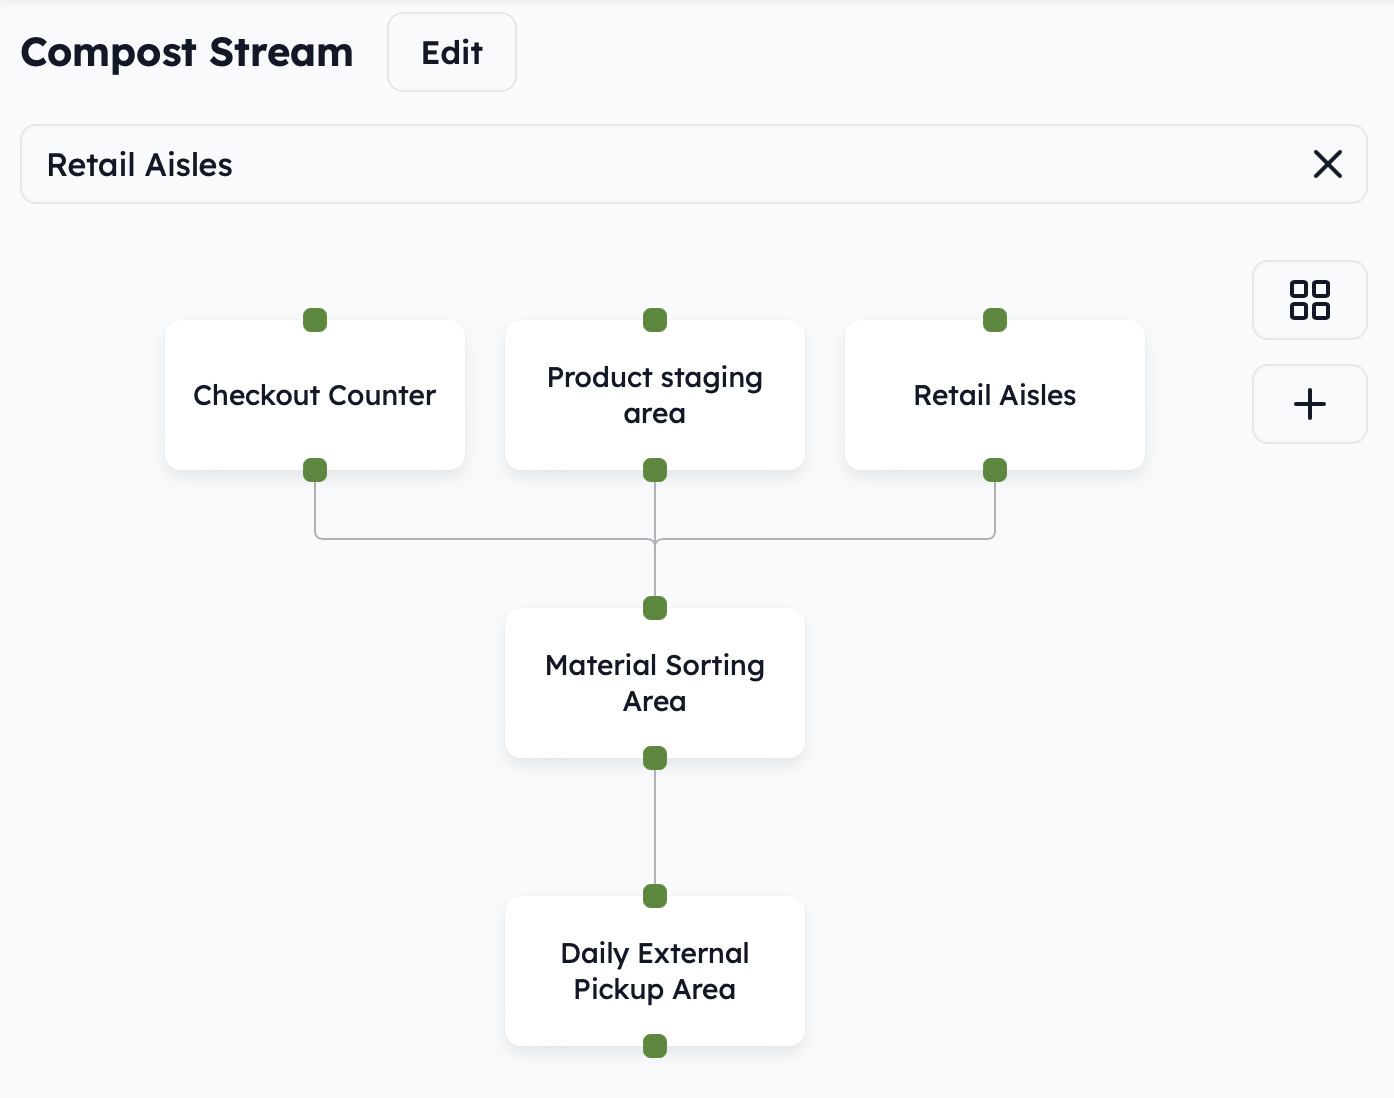 Compost Stream
Edit
Retail Aisles
Checkout Counter
Product staging
area
Retail Aisles
Material Sorting
Area
Daily External
Pickup Area